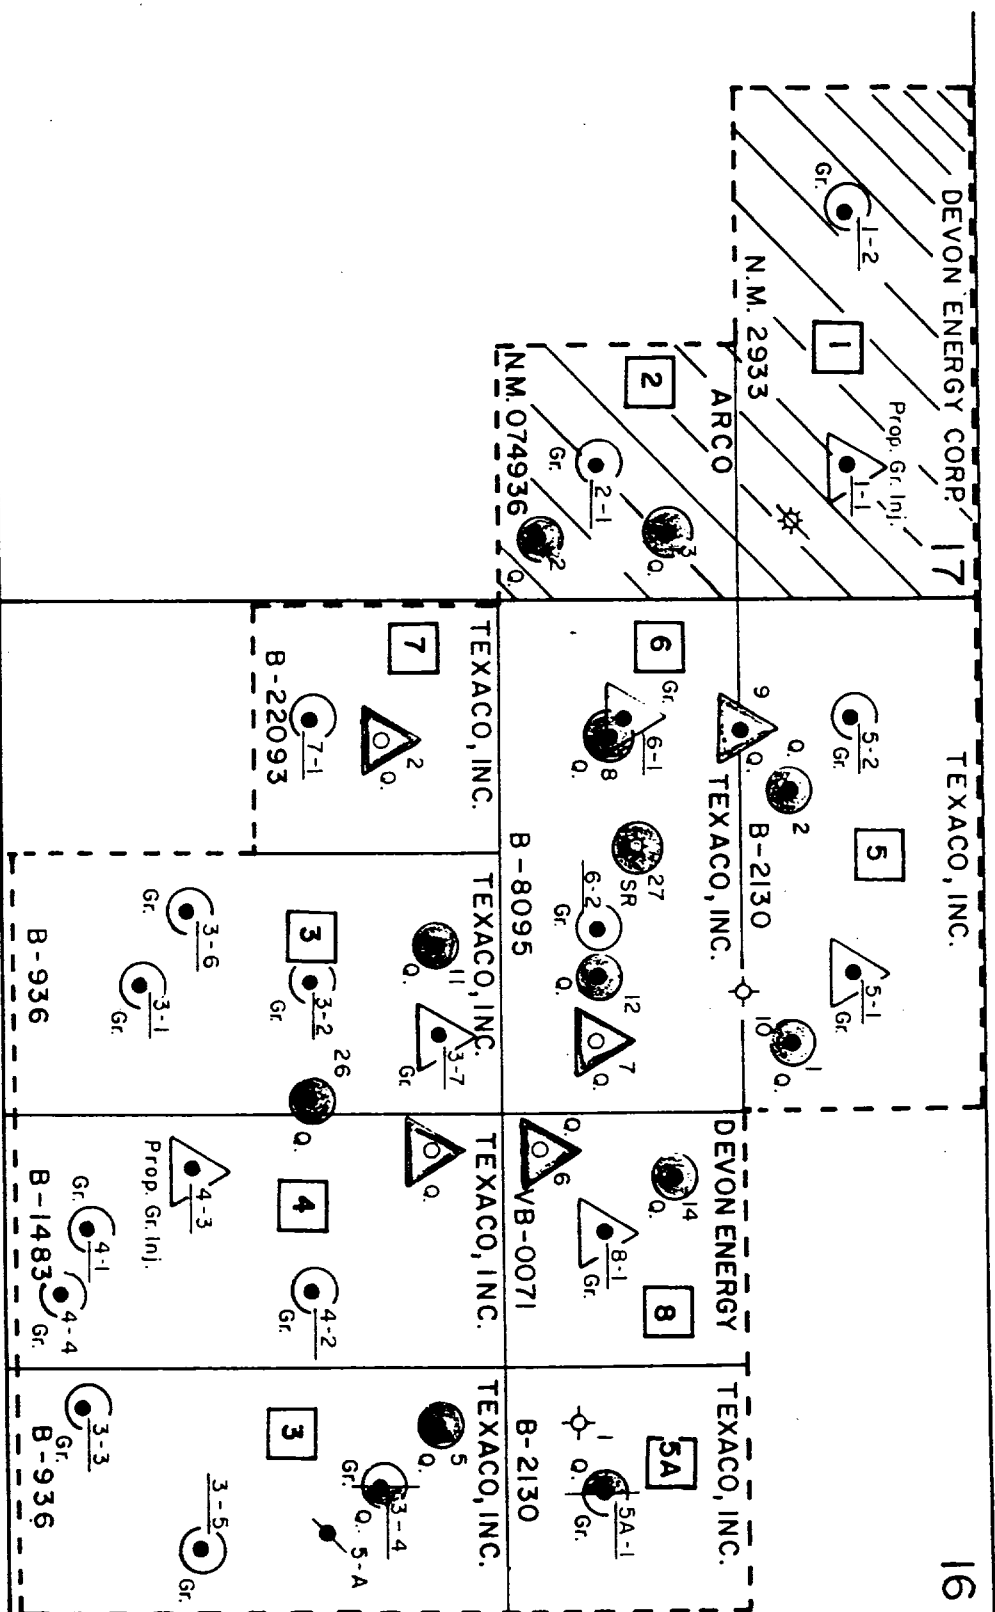 DEVON ENERGY CORP.
17
Gr.
1-2
1
Prop. Gr. Inj.
1-1
N.M. 2933
ARCO
2
Gr.
2-1
3
Q.
2
Q.
NM. 074936
16
TEXACO, INC.
5-2
Gr.
5
5-1
Gr.
9
Q.
Q.
2
B-2130
10
1
Q.
TEXACO, INC.
6
Gr.
6-1
8
Q.
27
SR
6-2
Gr.
12
Q.
7
Q.
B-8095
DEVON ENERGY
14
Q.
8-1
Gr.
8
Q.
6
VB-0071
TEXACO, INC.
5A
1
Q.
5A-1
Gr.
B-2130
TEXACO, INC.
7
2
Q.
7-1
B-22093
TEXACO, INC.
11
Q.
3-7
Gr.
3
3-2
Gr.
26
Q.
3-6
Gr.
3-1
Gr.
B-936
TEXACO, INC.
Q.
4
4-2
Gr.
4-3
Prop. Gr. Inj.
4-1
Gr.
4-4
Gr.
B-1483
TEXACO, INC.
5
Q.
3-4
Gr.
Q.
5-A
3
3-5
Gr.
3-3
Gr.
B-936